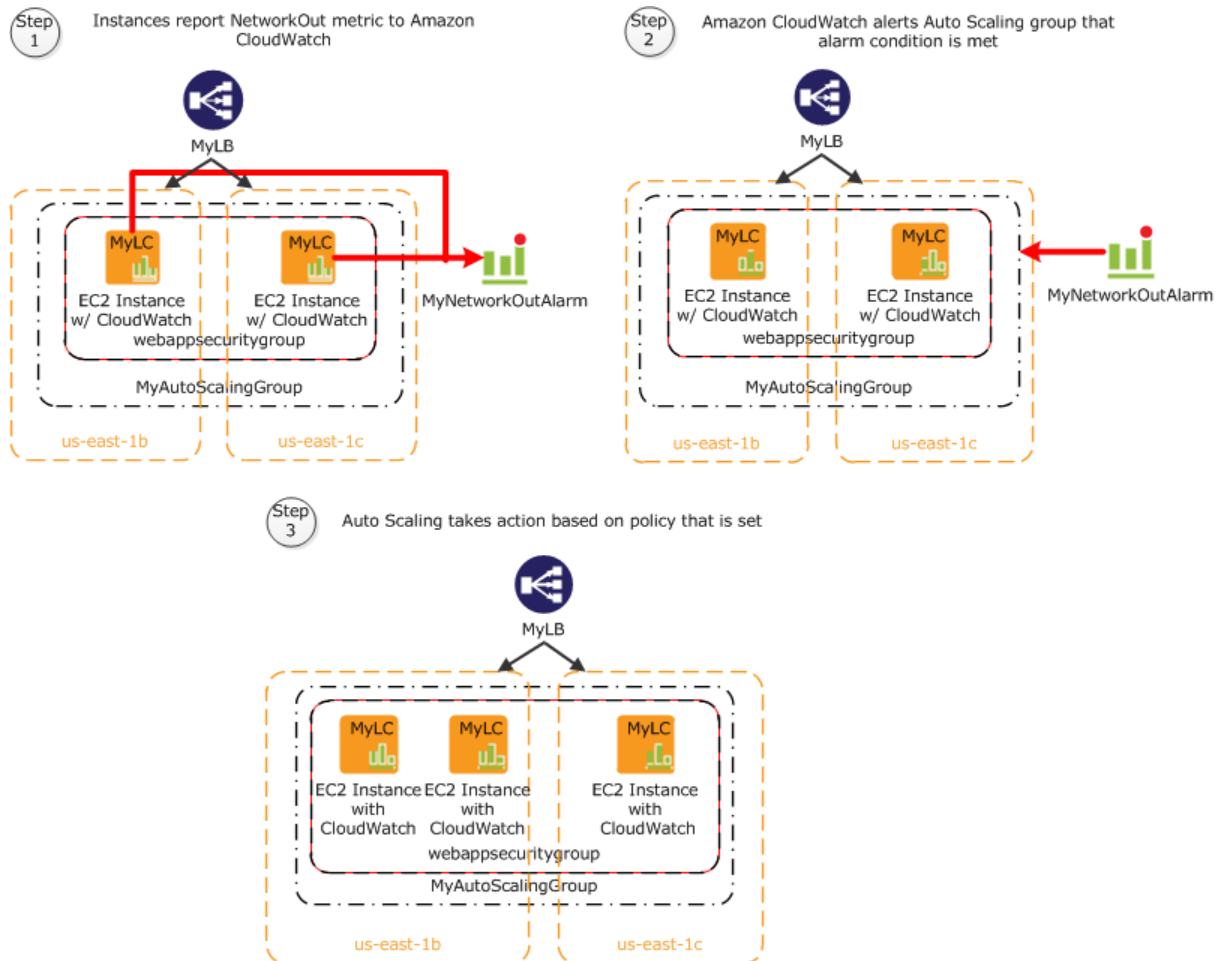 Step
1
Instances report NetworkOut metric to Amazon
CloudWatch
MyLB
MyLC
MyLC
EC2 Instance
w/ CloudWatch
EC2 Instance
w/ CloudWatch
webappsecuritygroup
MyAutoScalingGroup
us-east-1b
us-east-1c
MyNetworkOutAlarm
Step
2
Amazon CloudWatch alerts Auto Scaling group that
alarm condition is met
MyLB
MyLC
MyLC
EC2 Instance
w/ CloudWatch
EC2 Instance
w/ CloudWatch
webappsecuritygroup
MyAutoScalingGroup
us-east-1b
us-east-1c
MyNetworkOutAlarm
Step
3
Auto Scaling takes action based on policy that is set
MyLB
MyLC
MyLC
MyLC
EC2 Instance
with
CloudWatch
EC2 Instance
with
CloudWatch
EC2 Instance
with
CloudWatch
webappsecuritygroup
MyAutoScalingGroup
us-east-1b
us-east-1c